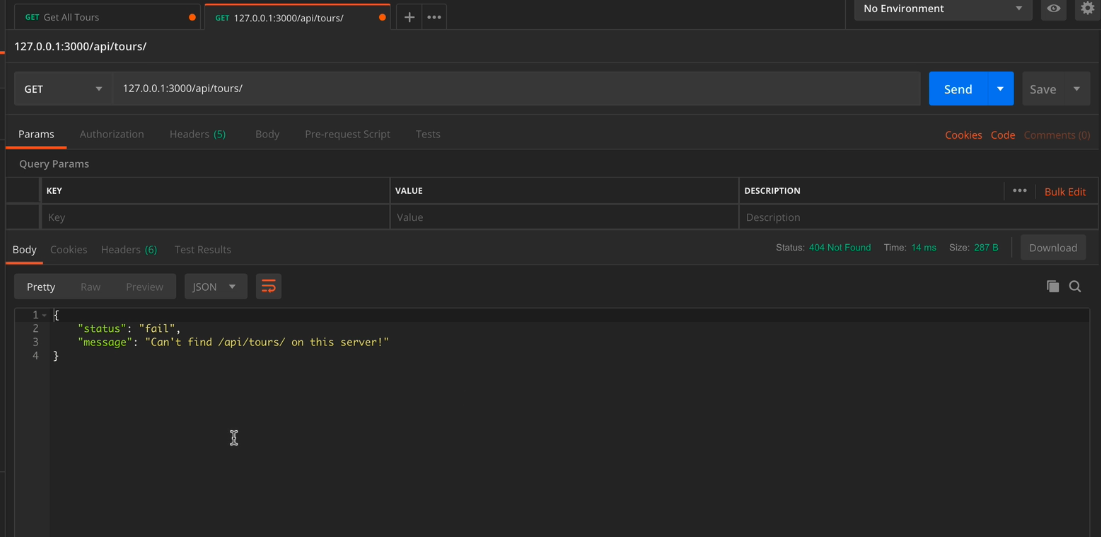 GET Get All Tours GET 127.0.0.1:3000/api/tours/ + ••• No Environment
127.0.0.1:3000/api/tours/
GET 127.0.0.1:3000/api/tours/ Send Save
Params Authorization Headers (5) Body Pre-request Script Tests Cookies Code Comments (0)
Query Params
KEY VALUE DESCRIPTION ••• Bulk Edit
Key Value Description
Body Cookies Headers (6) Test Results Status: 404 Not Found Time: 14 ms Size: 287 B Download
Pretty Raw Preview JSON
1 {
2 "status": "fail",
3 "message": "Can't find /api/tours/ on this server!"
4 }